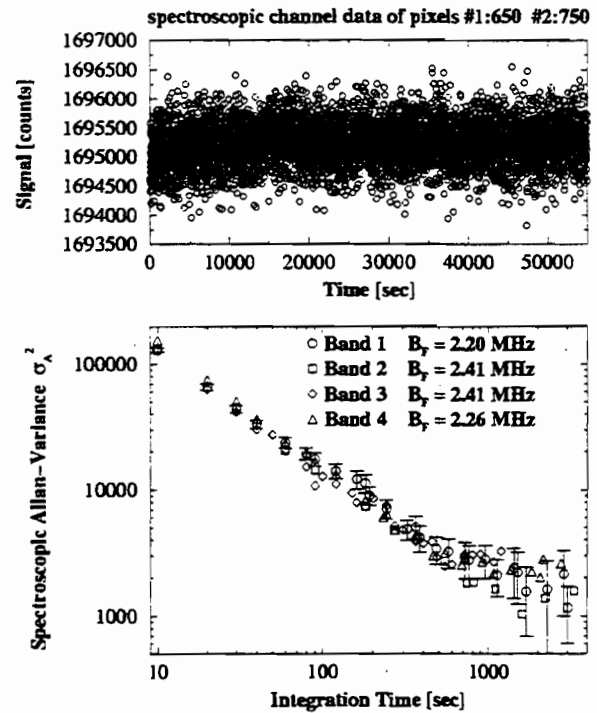 spectroscopic channel data of pixels #1:650 #2:750
1697000
1696500
1696000
1695500
1695000
1694500
1694000
1693500
Signal [counts]
0 10000 20000 30000 40000 50000
Time [sec]
100000
10000
1000
Spectroscopic Allan-Variance σ_A^2
Band 1 B_F = 2.20 MHz
Band 2 B_F = 2.41 MHz
Band 3 B_F = 2.41 MHz
Band 4 B_F = 2.26 MHz
10 100 1000
Integration Time [sec]